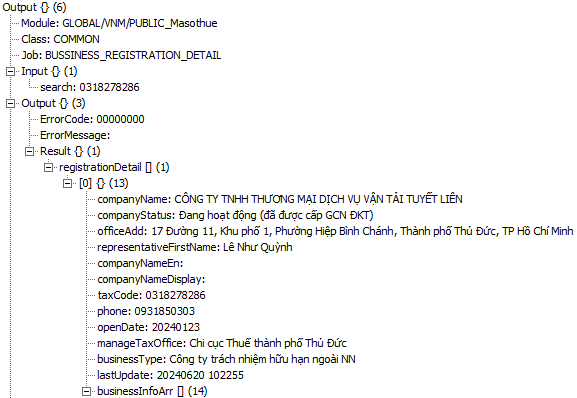 Output {} (6)
Module: GLOBAL/VNM/PUBLIC_Masothue
Class: COMMON
Job: BUSSINESS_REGISTRATION_DETAIL
Input {} (1)
search: 0318278286
Output {} (3)
ErrorCode: 00000000
ErrorMessage:
Result {} (1)
registrationDetail [] (1)
[0] {} (13)
companyName: CÔNG TY TNHH THƯƠNG MẠI DỊCH VỤ VẬN TẢI TUYẾT LIÊN
companyStatus: Đang hoạt động (đã được cấp GCN ĐKT)
officeAdd: 17 Đường 11, Khu phố 1, Phường Hiệp Bình Chánh, Thành phố Thủ Đức, TP Hồ Chí Minh
representativeFirstName: Lê Như Quỳnh
companyNameEn:
companyNameDisplay:
taxCode: 0318278286
phone: 0931850303
openDate: 20240123
manageTaxOffice: Chi cục Thuế thành phố Thủ Đức
businessType: Công ty trách nhiệm hữu hạn ngoài NN
lastUpdate: 20240620 102255
businessInfoArr [] (14)